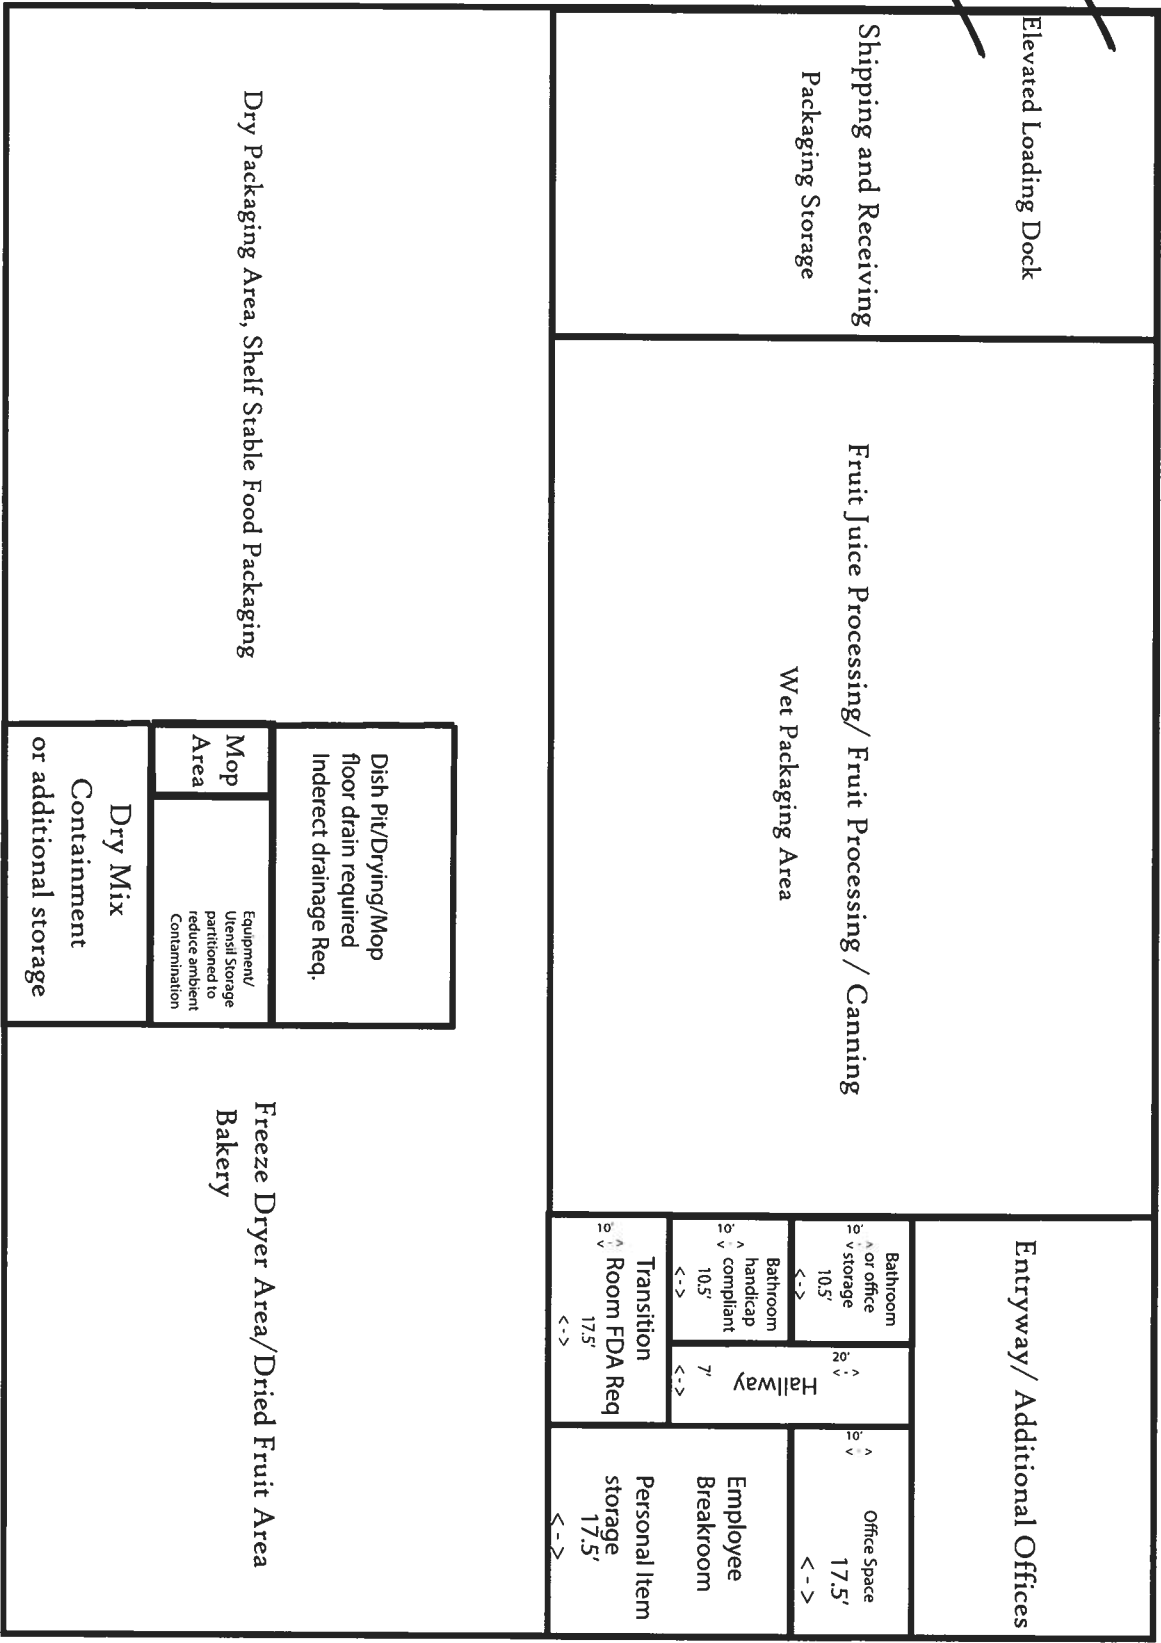 Elevated Loading Dock
Shipping and Receiving
Packaging Storage
Fruit Juice Processing/ Fruit Processing / Canning
Wet Packaging Area
Entryway/ Additional Offices
Bathroom
or office
storage
10.5'
< - >
10'
< - >
Bathroom
handicap
compliant
10.5'
< - >
10'
< - >
Transition
Room FDA Req
17.5'
< - >
10'
< - >
Hallway
7'
< - >
20'
< - >
Office Space
17.5'
< - >
10'
< - >
Employee
Breakroom
Personal Item
storage
17.5'
< - >
Dry Packaging Area, Shelf Stable Food Packaging
Dish Pit/Drying/Mop
floor drain required
Inderect drainage Req.
Mop
Area
Equipment/
Utensil Storage
partitioned to
reduce ambient
Contamination
Dry Mix
Containment
or additional storage
Freeze Dryer Area/Dried Fruit Area
Bakery